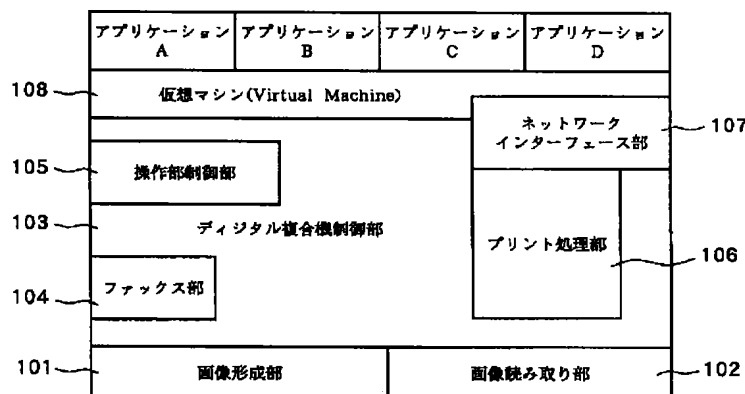 アプリケーション アプリケーション アプリケーション アプリケーション
A B C D
108 仮想マシン(Virtual Machine)
ネットワーク 107
インターフェース部
105 操作部制御部
103 ディジタル複合機制御部
プリント処理部 106
104 ファックス部
101 画像形成部 画像読み取り部 102